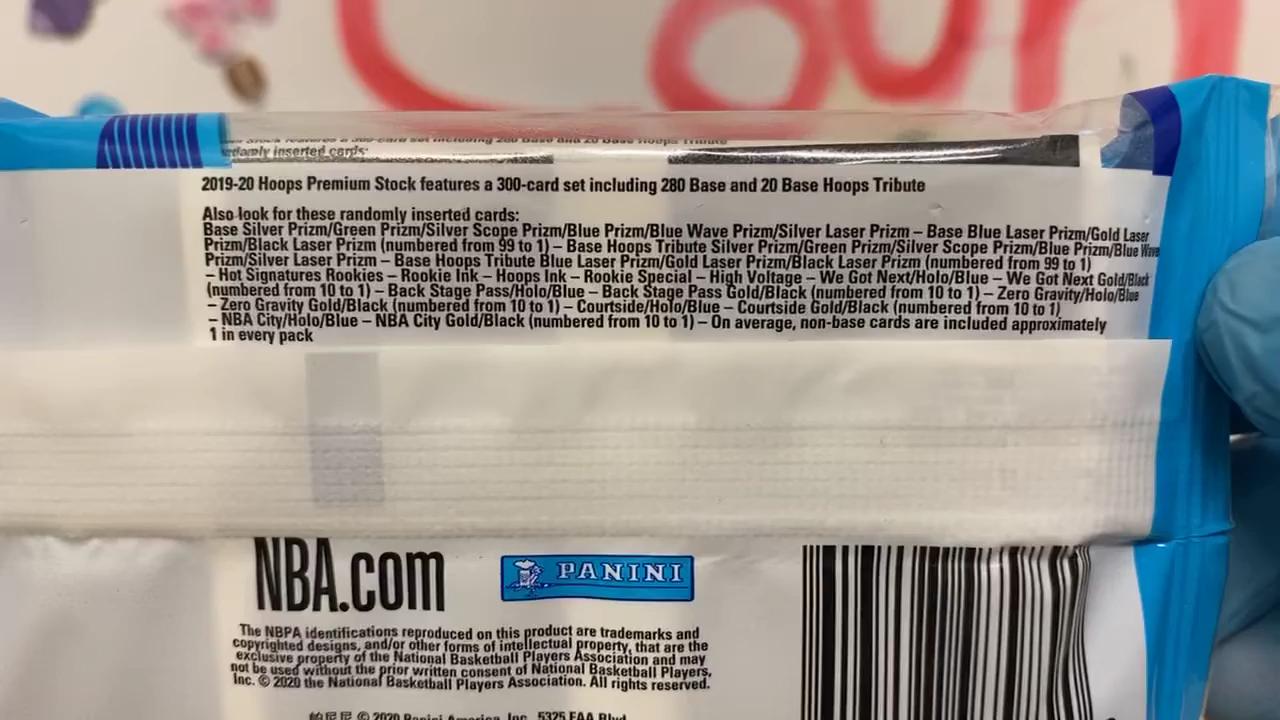 randomly inserted cards:
2019-20 Hoops Premium Stock features a 300-card set including 280 Base and 20 Base Hoops Tribute
Also look for these randomly inserted cards:
Base Silver Prizm/Green Prizm/Silver Scope Prizm/Blue Prizm/Blue Wave Prizm/Silver Laser Prizm – Base Blue Laser Prizm/Gold Laser
Prizm/Black Laser Prizm (numbered from 99 to 1) – Base Hoops Tribute Silver Prizm/Green Prizm/Silver Scope Prizm/Blue Prizm/Blue Wave
Prizm/Silver Laser Prizm – Base Hoops Tribute Blue Laser Prizm/Gold Laser Prizm/Black Laser Prizm (numbered from 99 to 1)
– Hot Signatures Rookies – Rookie Ink – Hoops Ink – Rookie Special – High Voltage – We Got Next/Holo/Blue – We Got Next Gold/Black
(numbered from 10 to 1) – Back Stage Pass/Holo/Blue – Back Stage Pass Gold/Black (numbered from 10 to 1) – Zero Gravity/Holo/Blue
– Zero Gravity Gold/Black (numbered from 10 to 1) – Courtside/Holo/Blue – Courtside Gold/Black (numbered from 10 to 1)
– NBA City/Holo/Blue – NBA City Gold/Black (numbered from 10 to 1) – On average, non-base cards are included approximately
1 in every pack
NBA.com
PANINI
The NBPA identifications reproduced on this product are trademarks and
copyrighted designs, and/or other forms of intellectual property, that are the
exclusive property of the National Basketball Players Association and may
not be used without the prior written consent of National Basketball Players,
Inc. © 2020 the National Basketball Players Association. All rights reserved.
© 2020 Panini America, Inc. 5325 FAA Blvd